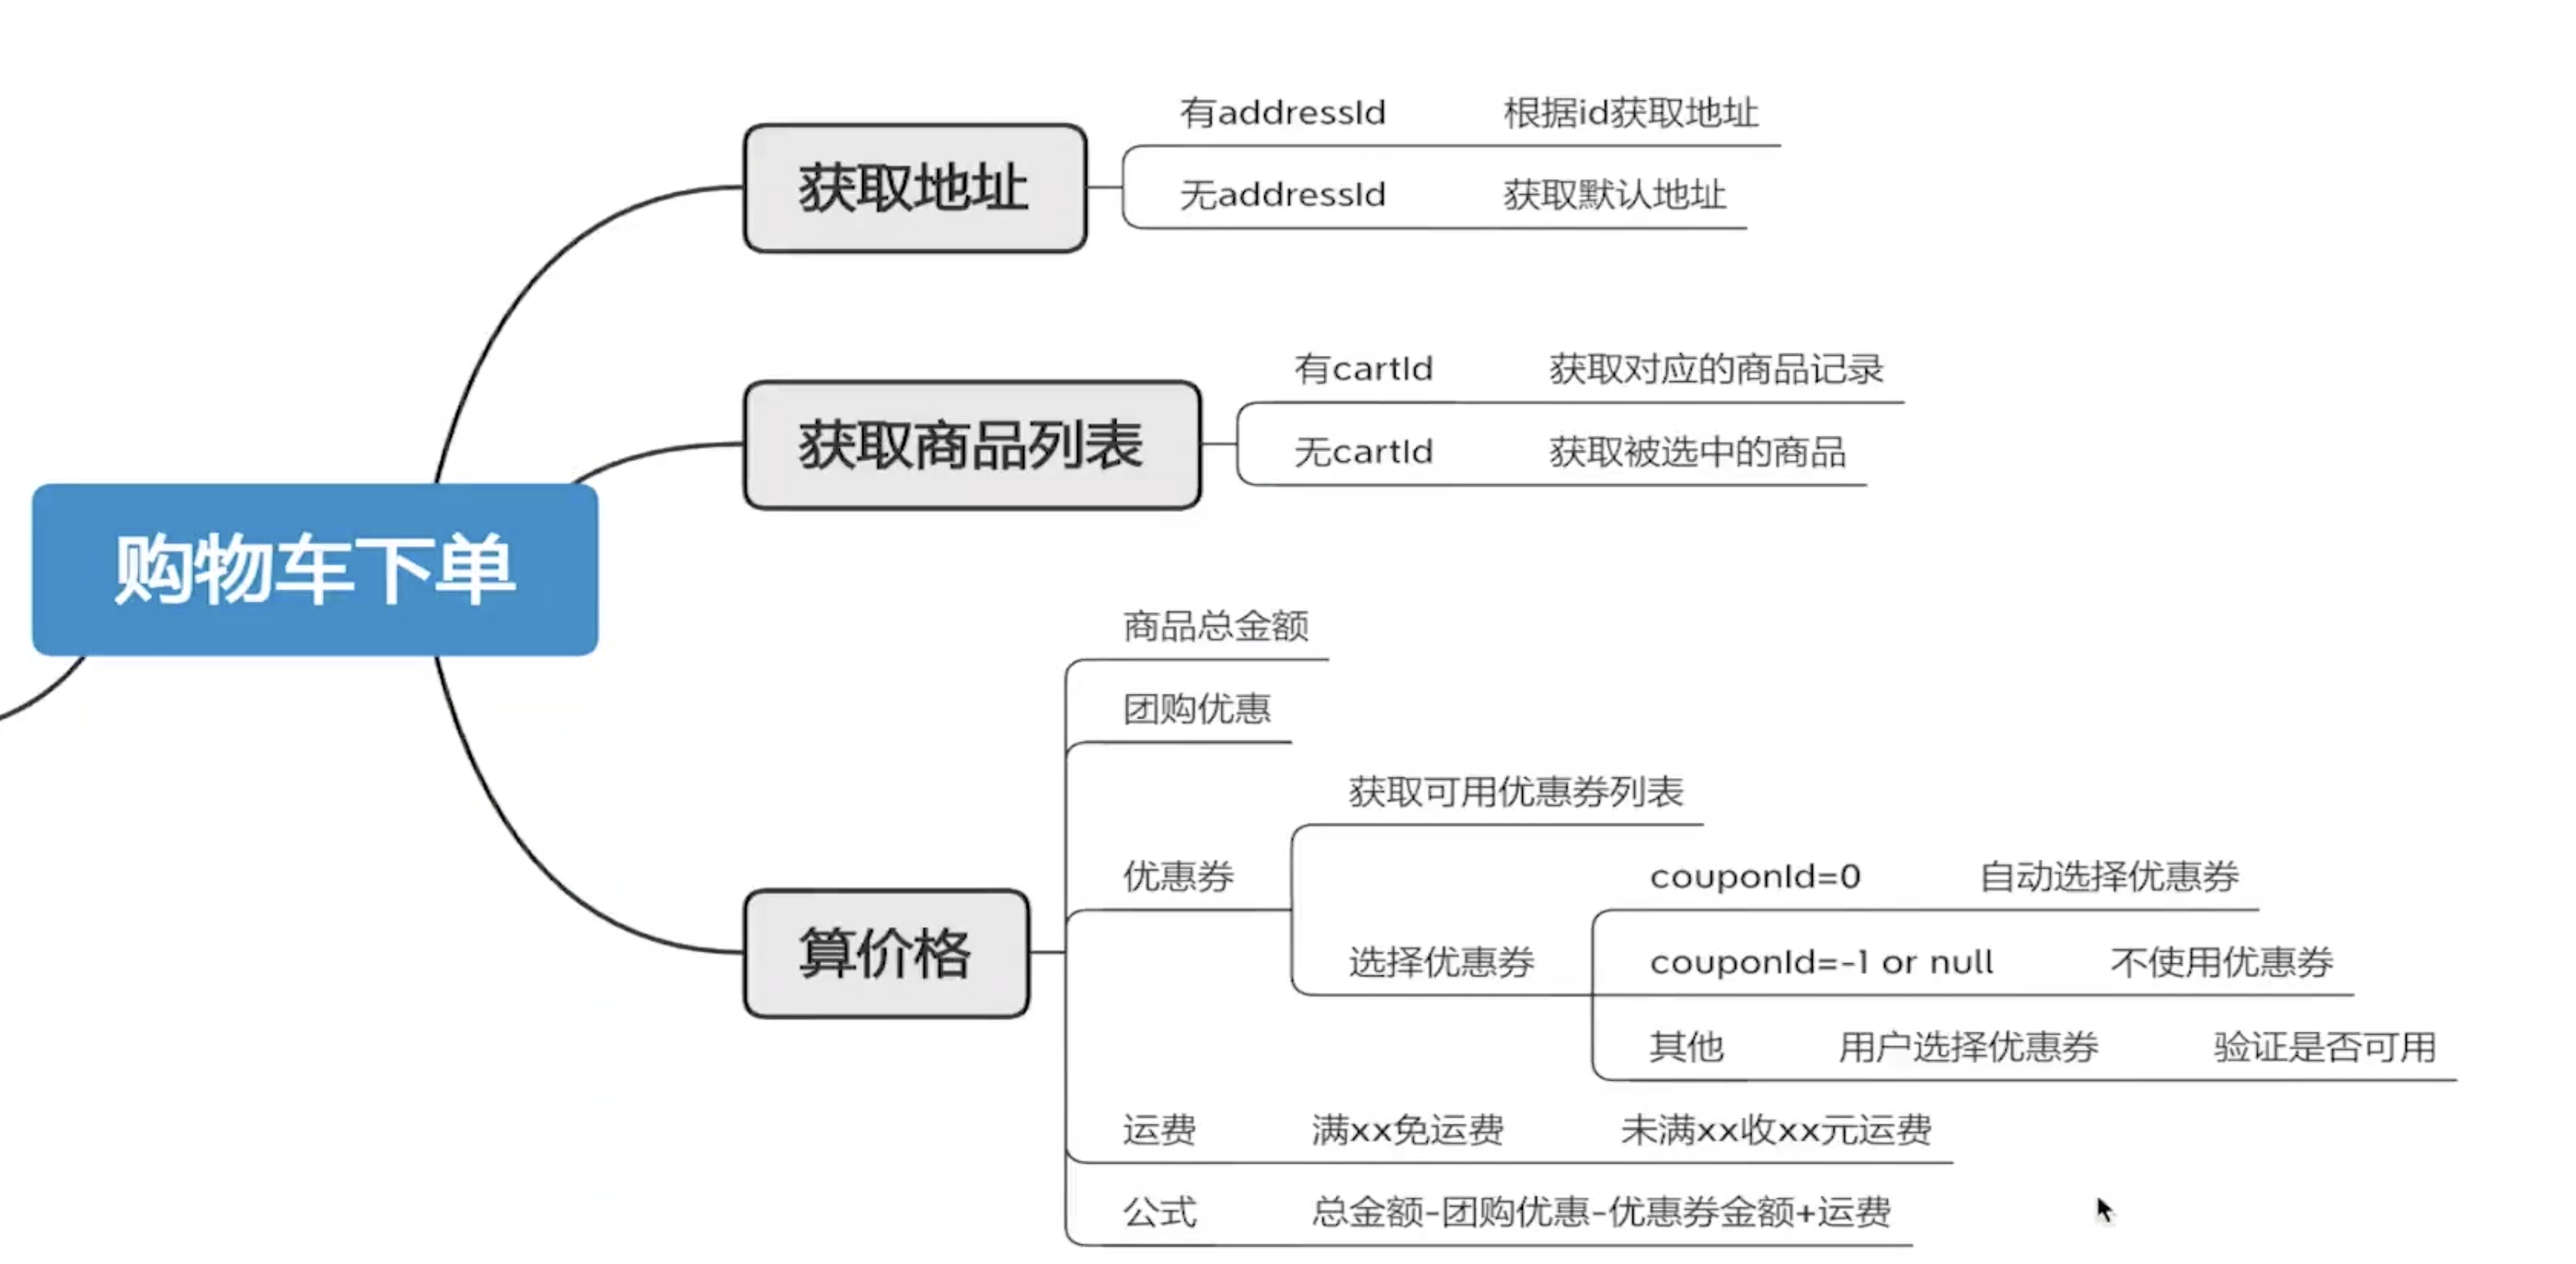 购物车下单
获取地址
有addressId 根据id获取地址
无addressId 获取默认地址
获取商品列表
有cartId 获取对应的商品记录
无cartId 获取被选中的商品
算价格
商品总金额
团购优惠
优惠券
获取可用优惠券列表
选择优惠券
couponId=0 自动选择优惠券
couponId=-1 or null 不使用优惠券
其他 用户选择优惠券 验证是否可用
运费 满xx免运费 未满xx收xx元运费
公式 总金额-团购优惠-优惠券金额+运费